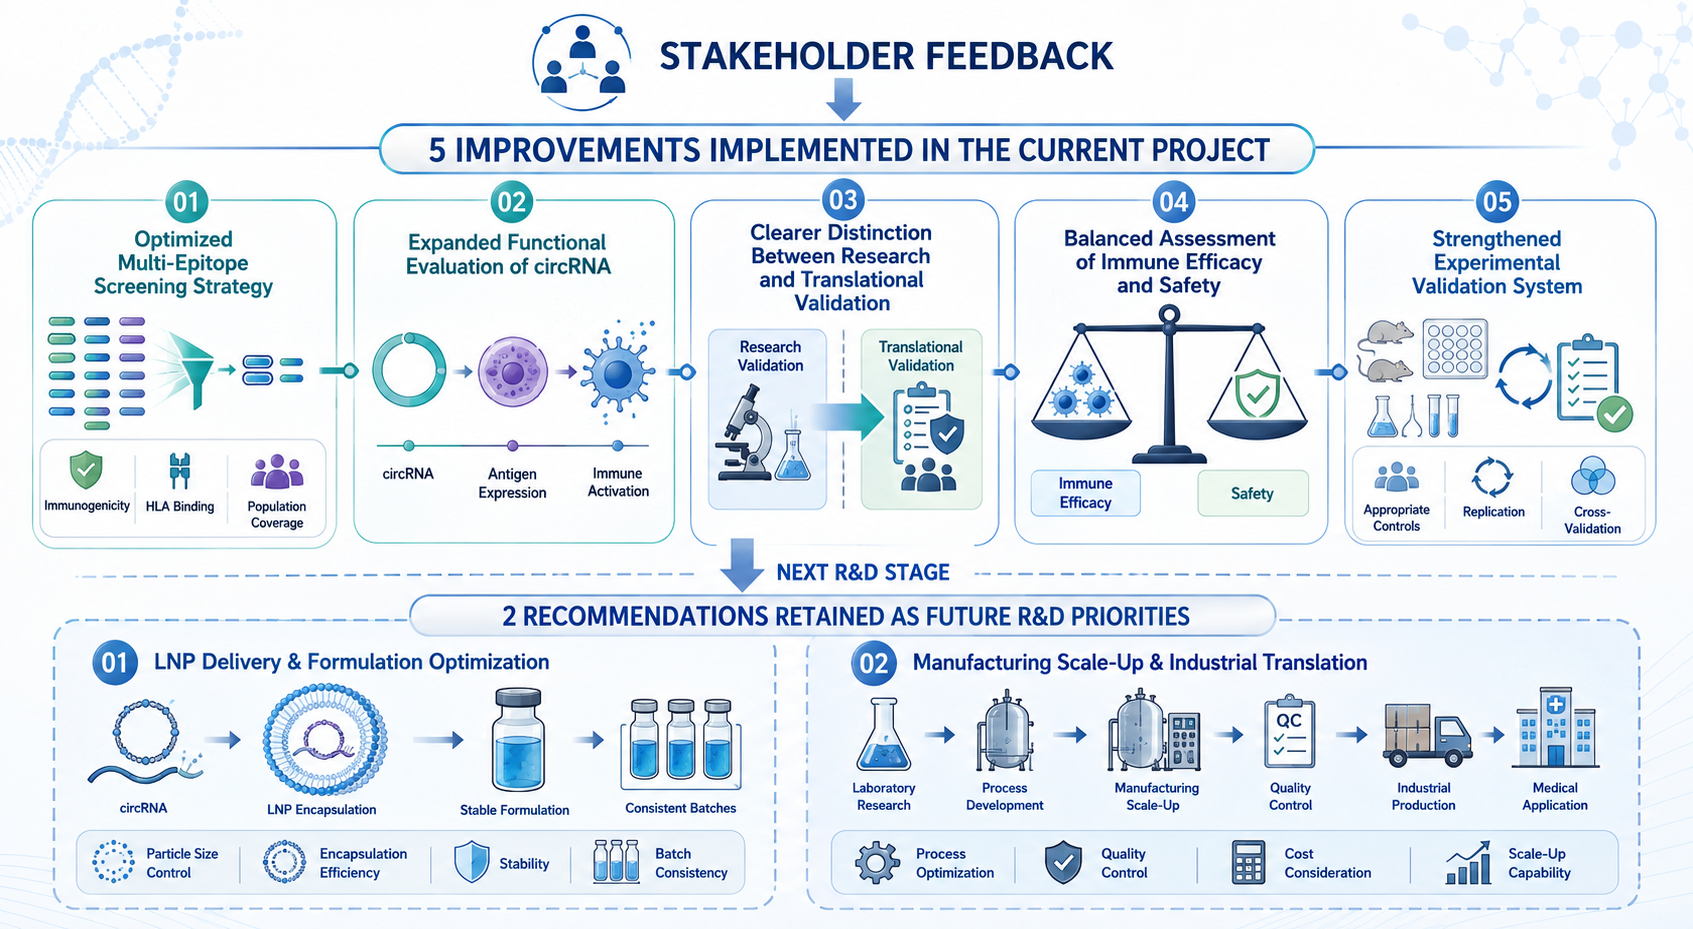 STAKEHOLDER FEEDBACK
5 IMPROVEMENTS IMPLEMENTED IN THE CURRENT PROJECT
01
Optimized
Multi-Epitope
Screening Strategy
Immunogenicity
HLA Binding
Population
Coverage
02
Expanded Functional
Evaluation of circRNA
circRNA
Antigen
Expression
Immune
Activation
03
Clearer Distinction
Between Research
and Translational
Validation
Research
Validation
Translational
Validation
04
Balanced Assessment
of Immune Efficacy
and Safety
Immune
Efficacy
Safety
05
Strengthened
Experimental
Validation System
Appropriate
Controls
Replication
Cross-
Validation
NEXT R&D STAGE
2 RECOMMENDATIONS RETAINED AS FUTURE R&D PRIORITIES
01
LNP Delivery & Formulation Optimization
circRNA
LNP Encapsulation
Stable Formulation
Consistent Batches
Particle Size
Control
Encapsulation
Efficiency
Stability
Batch
Consistency
02
Manufacturing Scale-Up & Industrial Translation
Laboratory
Research
Process
Development
Manufacturing
Scale-Up
QC
Quality
Control
Industrial
Production
Medical
Application
Process
Optimization
Quality
Control
Cost
Consideration
Scale-Up
Capability